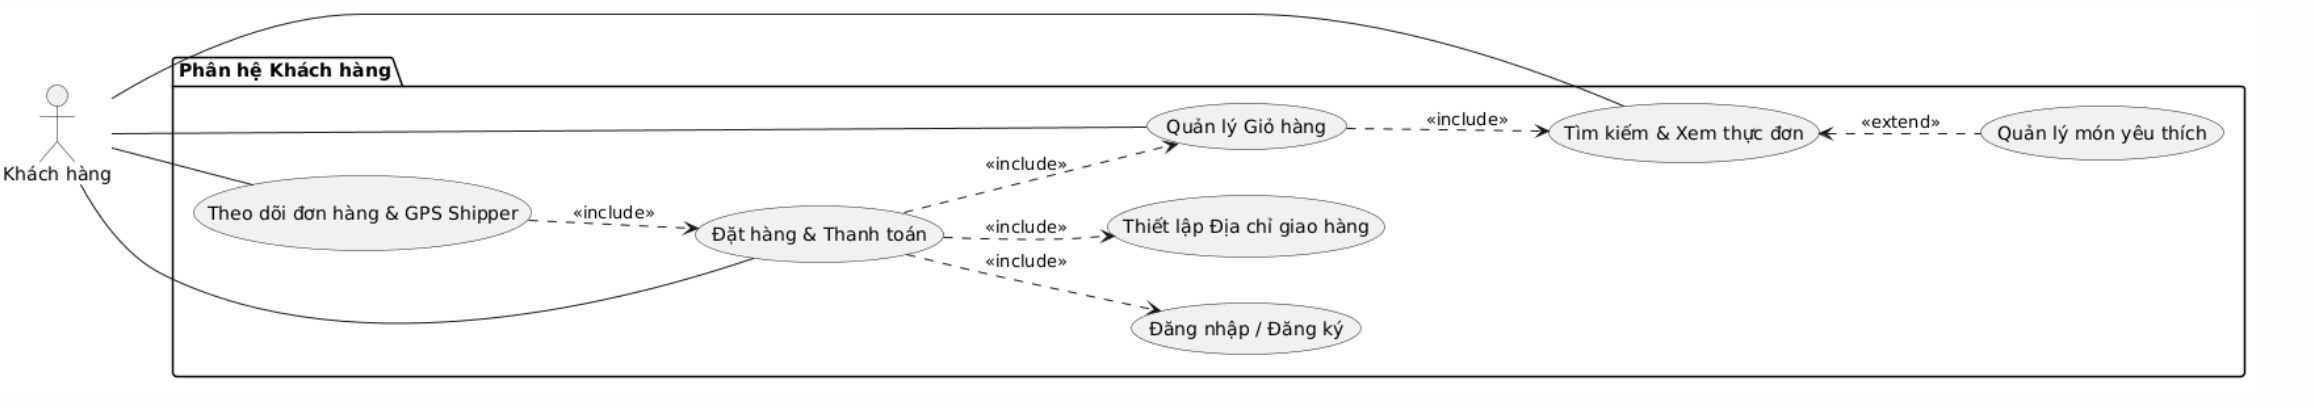 Phân hệ Khách hàng
Khách hàng
Quản lý Giỏ hàng
«include»
Tìm kiếm & Xem thực đơn
«extend»
Quản lý món yêu thích
«include»
Theo dõi đơn hàng & GPS Shipper
«include»
Đặt hàng & Thanh toán
«include»
Thiết lập Địa chỉ giao hàng
«include»
Đăng nhập / Đăng ký